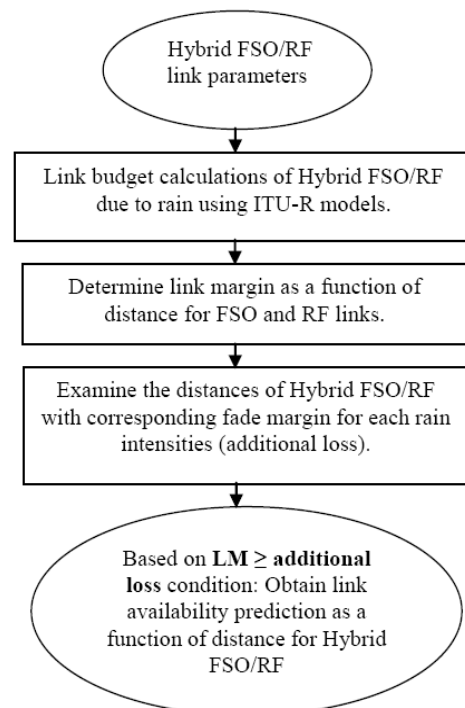 Hybrid FSO/RF
link parameters
Link budget calculations of Hybrid FSO/RF
due to rain using ITU-R models.
Determine link margin as a function of
distance for FSO and RF links.
Examine the distances of Hybrid FSO/RF
with corresponding fade margin for each rain
intensities (additional loss).
Based on LM ≥ additional
loss condition: Obtain link
availability prediction as a
function of distance for Hybrid
FSO/RF